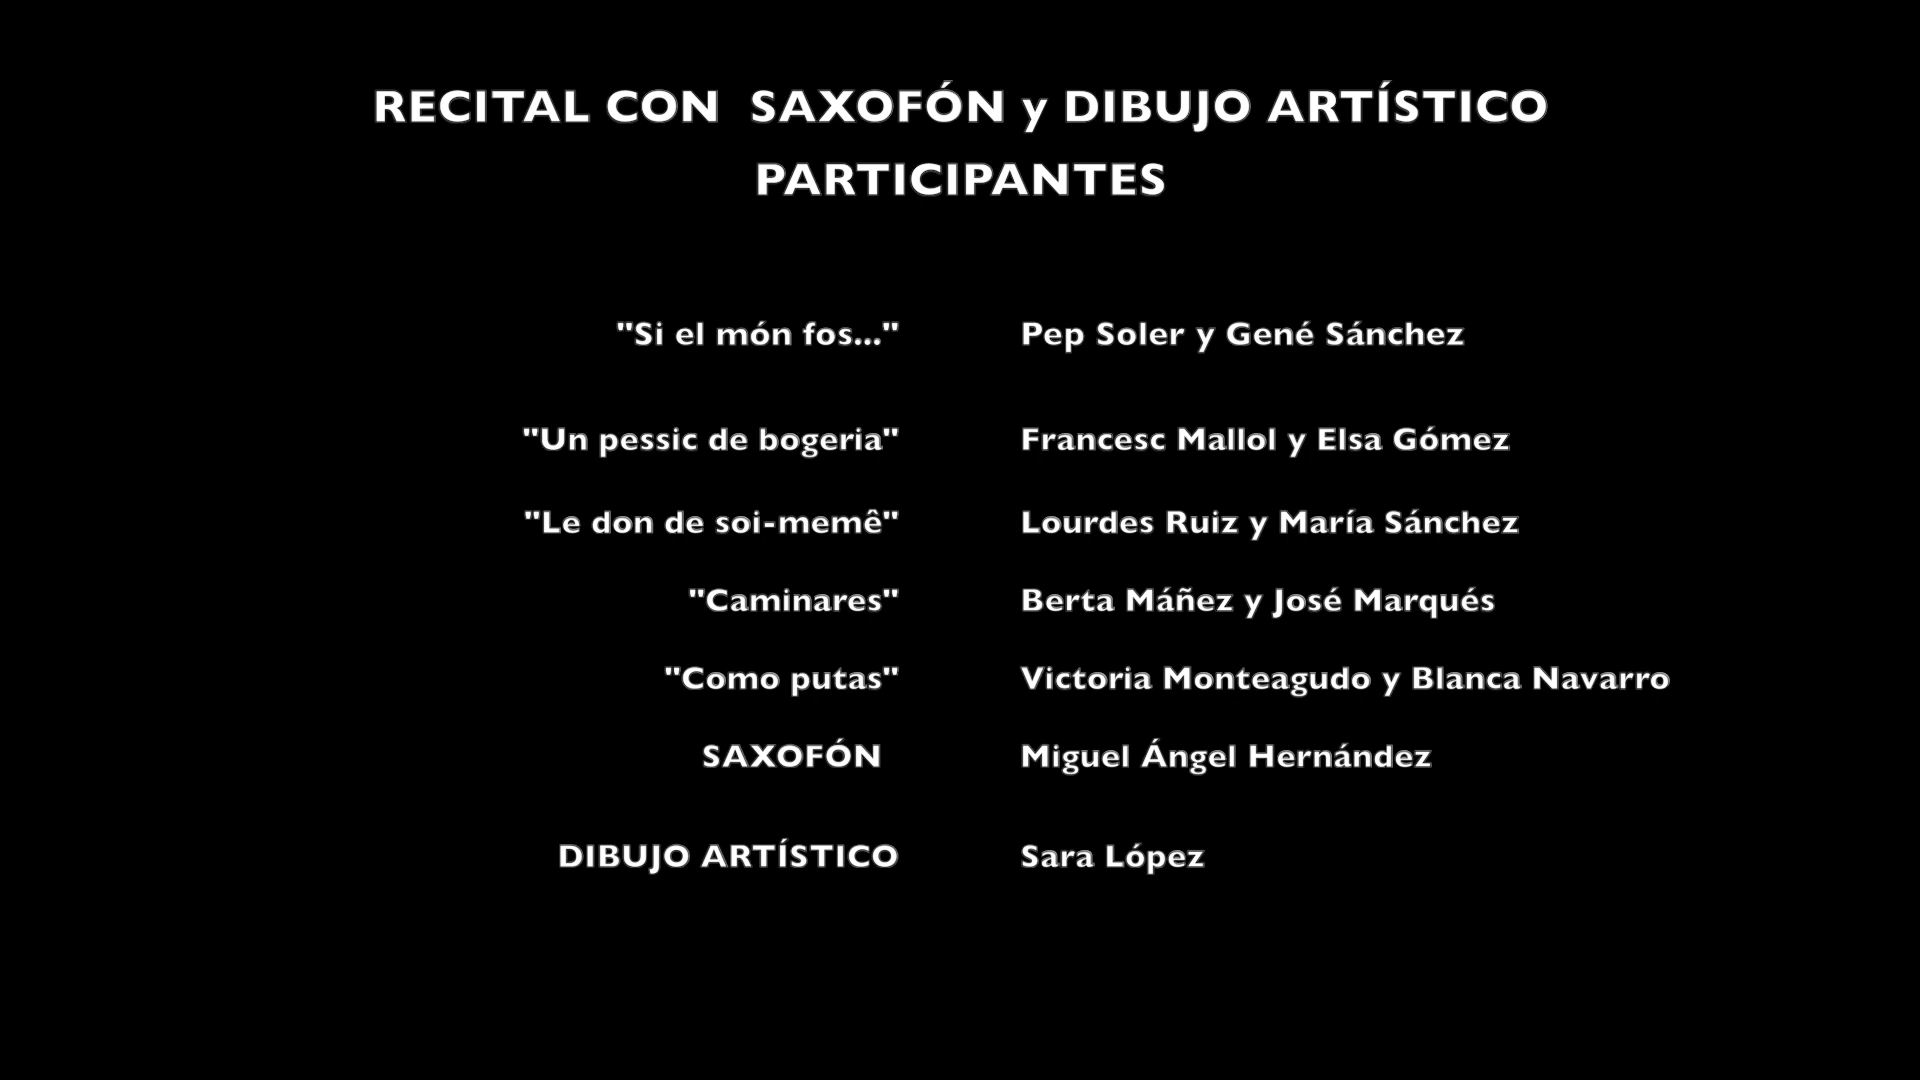 RECITAL CON SAXOFÓN y DIBUJO ARTÍSTICO
PARTICIPANTES
"Si el món fos..." Pep Soler y Gené Sánchez
"Un pessic de bogeria" Francesc Mallol y Elsa Gómez
"Le don de soi-memê" Lourdes Ruiz y María Sánchez
"Caminares" Berta Máñez y José Marqués
"Como putas" Victoria Monteagudo y Blanca Navarro
SAXOFÓN Miguel Ángel Hernández
DIBUJO ARTÍSTICO Sara López